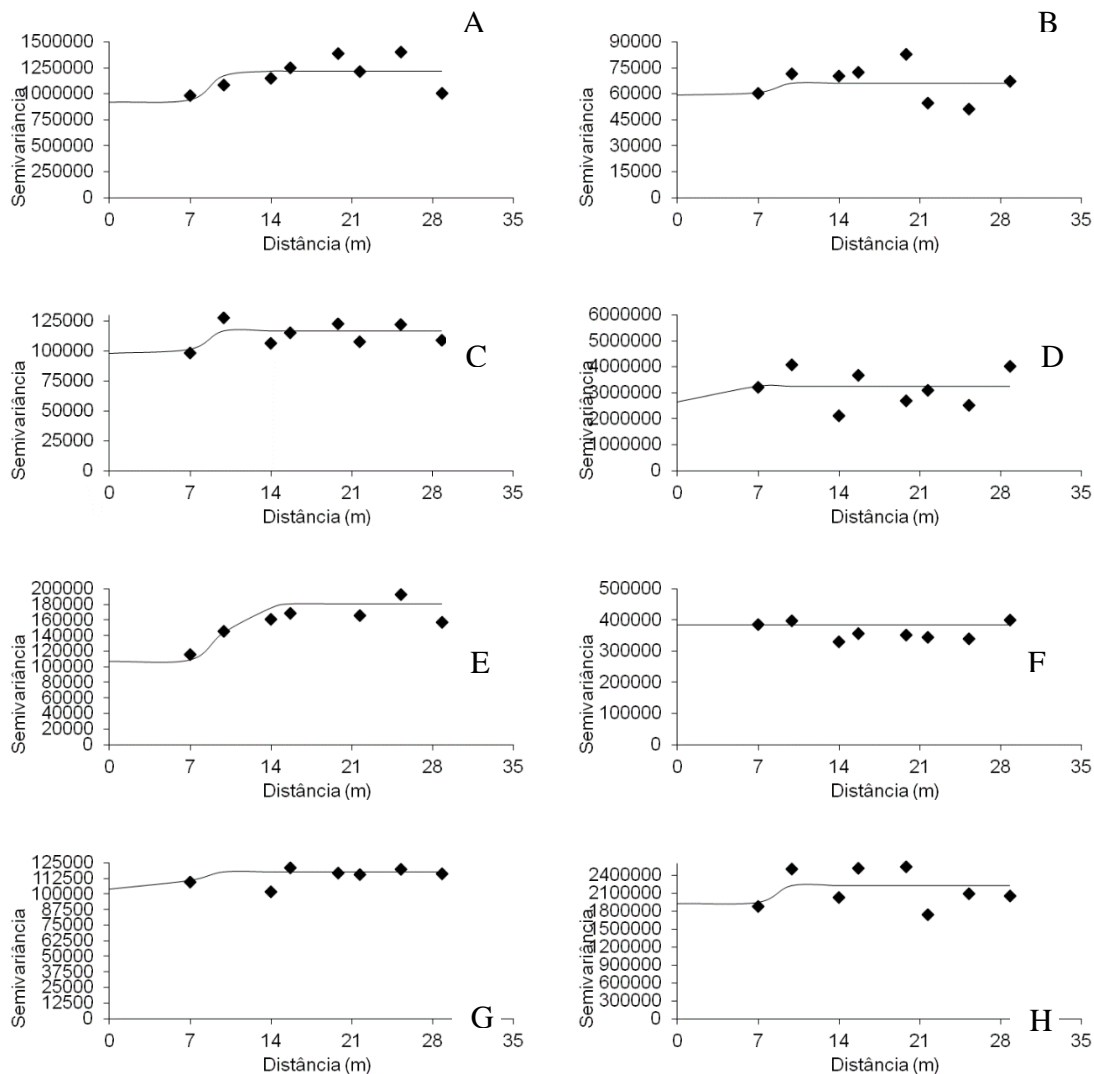 A
Semivariância
1500000
1250000
1000000
750000
500000
250000
0
0 7 14 21 28 35
Distância (m)
B
Semivariância
90000
75000
60000
45000
30000
15000
0
0 7 14 21 28 35
Distância (m)
C
Semivariância
125000
100000
75000
50000
25000
0
0 7 14 21 28 35
Distância (m)
D
Semivariância
6000000
5000000
4000000
3000000
2000000
1000000
0
0 7 14 21 28 35
Distância (m)
E
Semivariância
200000
180000
160000
140000
120000
100000
80000
60000
40000
20000
0
0 7 14 21 28 35
Distância (m)
F
Semivariância
500000
400000
300000
200000
100000
0
0 7 14 21 28 35
Distância (m)
G
Semivariância
125000
112500
100000
87500
75000
62500
50000
37500
25000
12500
0
0 7 14 21 28 35
Distância (m)
H
Semivariância
2400000
2100000
1800000
1500000
1200000
900000
600000
300000
0
0 7 14 21 28 35
Distância (m)